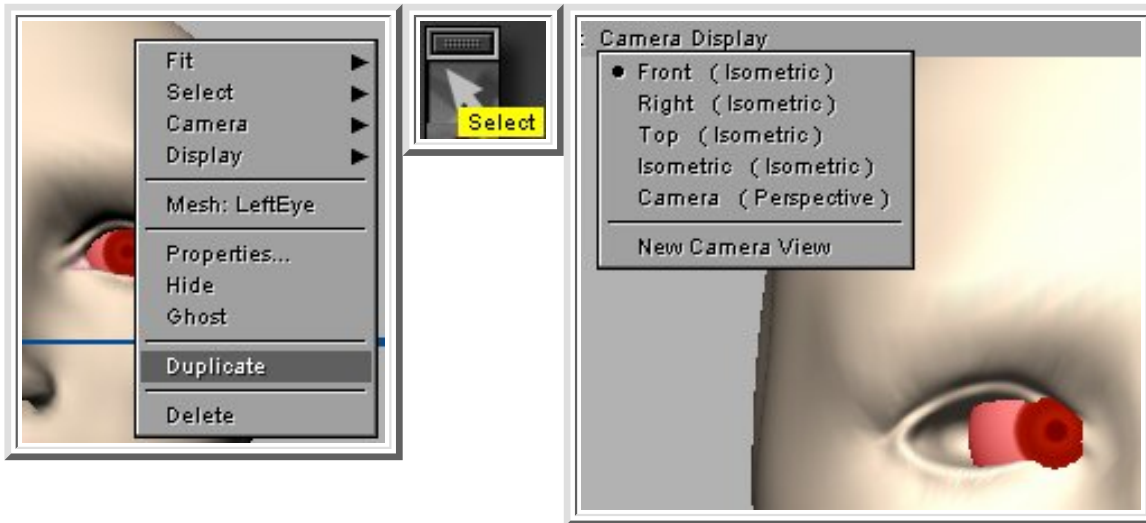 Fit
Select
Camera
Display
Mesh: LeftEye
Properties...
Hide
Ghost
Duplicate
Delete
Select
: Camera Display
Front (Isometric)
Right (Isometric)
Top (Isometric)
Isometric (Isometric)
Camera (Perspective)
New Camera View